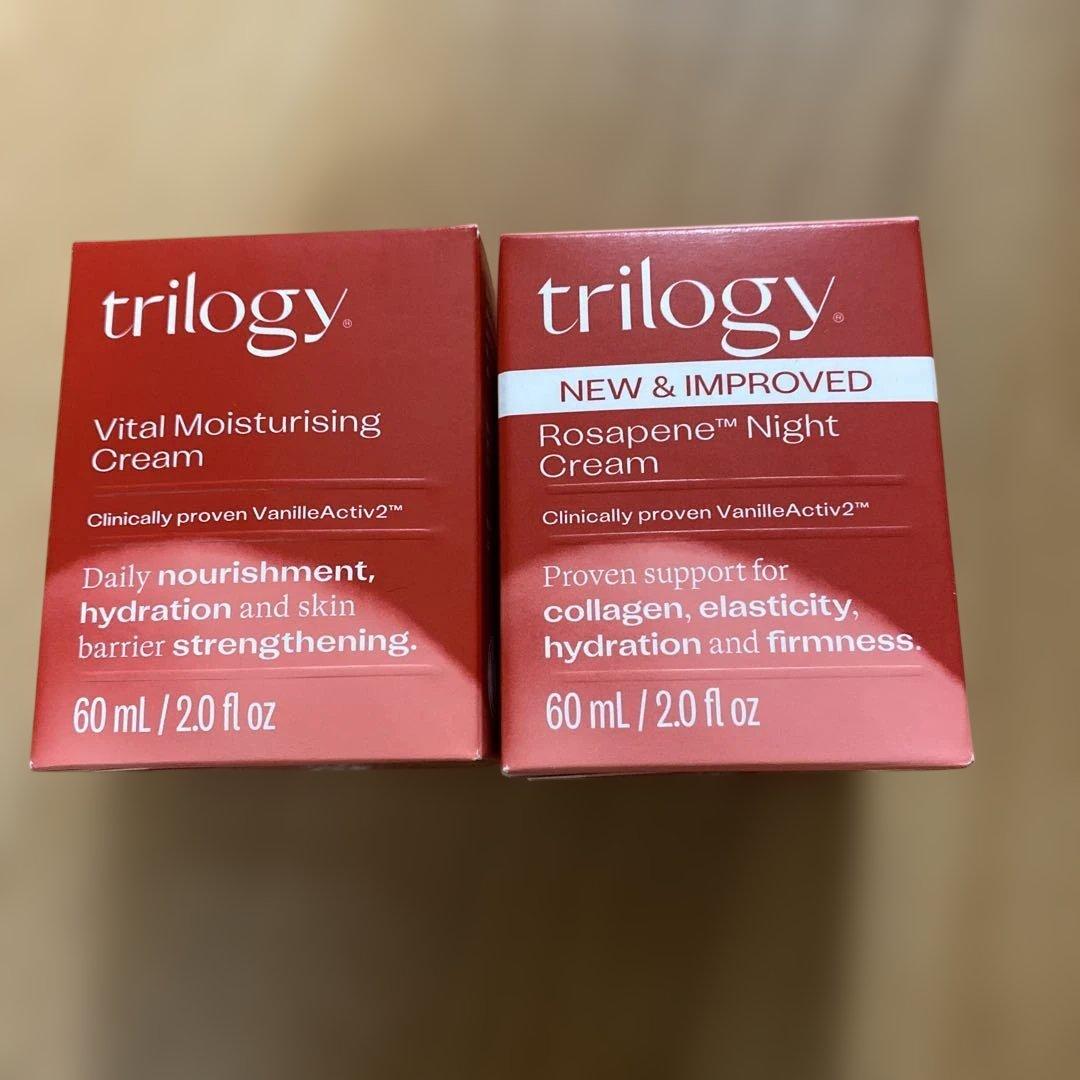 trilogy®
Vital Moisturising
Cream
Clinically proven VanilleActiv2™
Daily nourishment,
hydration and skin
barrier strengthening.
60 mL / 2.0 fl oz
trilogy®
NEW & IMPROVED
Rosapene™ Night
Cream
Clinically proven VanilleActiv2™
Proven support for
collagen, elasticity,
hydration and firmness.
60 mL / 2.0 fl oz